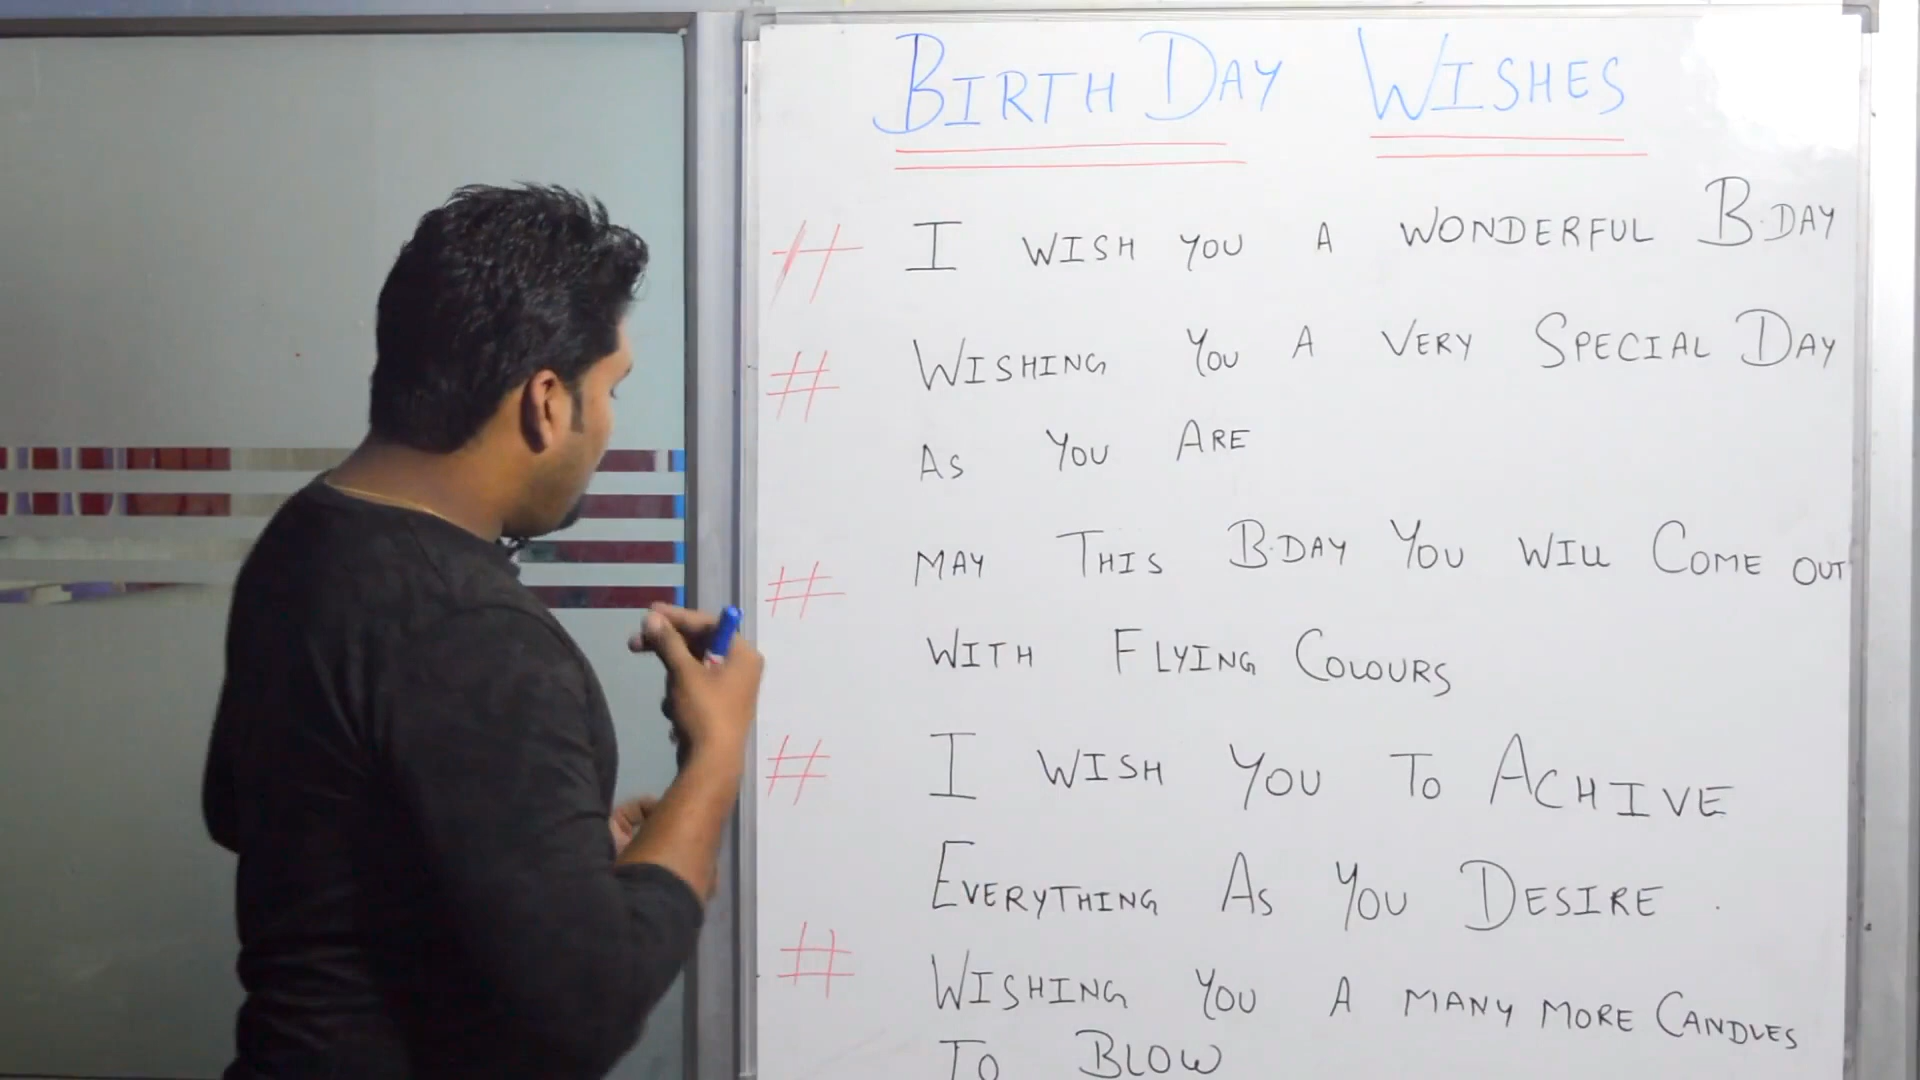 BIRTH DAY WISHES
# I WISH YOU A WONDERFUL B.DAY
# WISHING YOU A VERY SPECIAL DAY
AS YOU ARE
# MAY THIS B.DAY YOU WILL COME OUT
WITH FLYING COLOURS
# I WISH YOU TO ACHIVE
EVERYTHING AS YOU DESIRE .
# WISHING YOU A MANY MORE CANDLES
TO BLOW